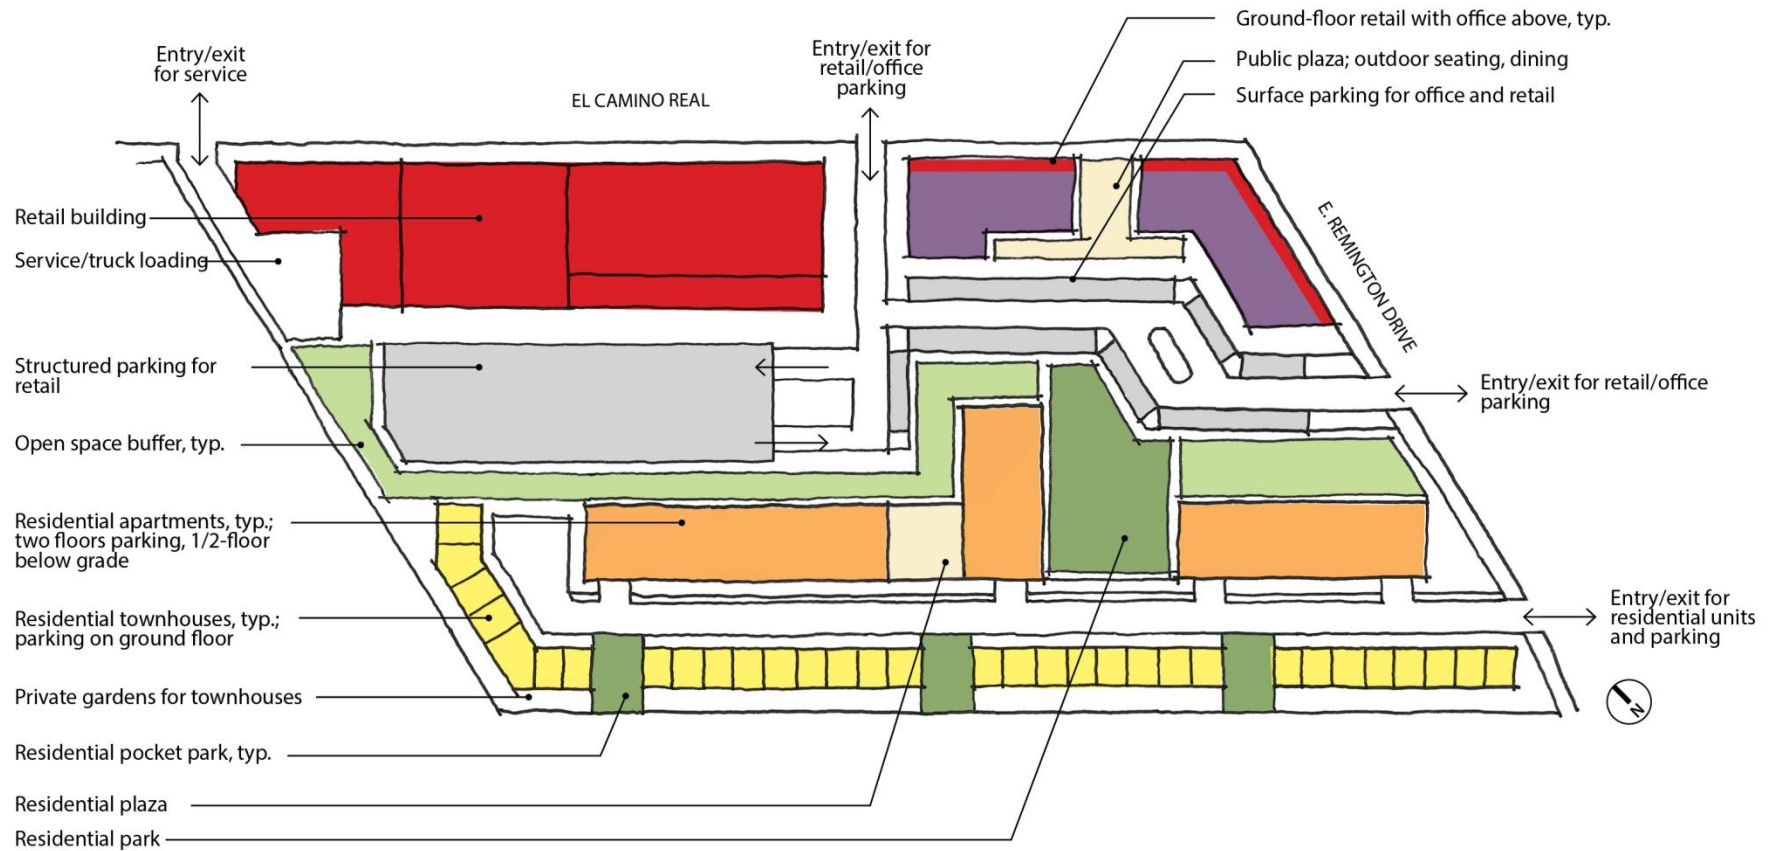 Ground-floor retail with office above, typ.
Entry/exit
for service
Entry/exit for
retail/office
parking
Public plaza; outdoor seating, dining
EL CAMINO REAL
Surface parking for office and retail
Retail building
Service/truck loading
E. REMINGTON DRIVE
Structured parking for
retail
Entry/exit for retail/office
parking
Open space buffer, typ.
Residential apartments, typ.;
two floors parking, 1/2-floor
below grade
Residential townhouses, typ.;
parking on ground floor
Entry/exit for
residential units
and parking
Private gardens for townhouses
N
Residential pocket park, typ.
Residential plaza
Residential park